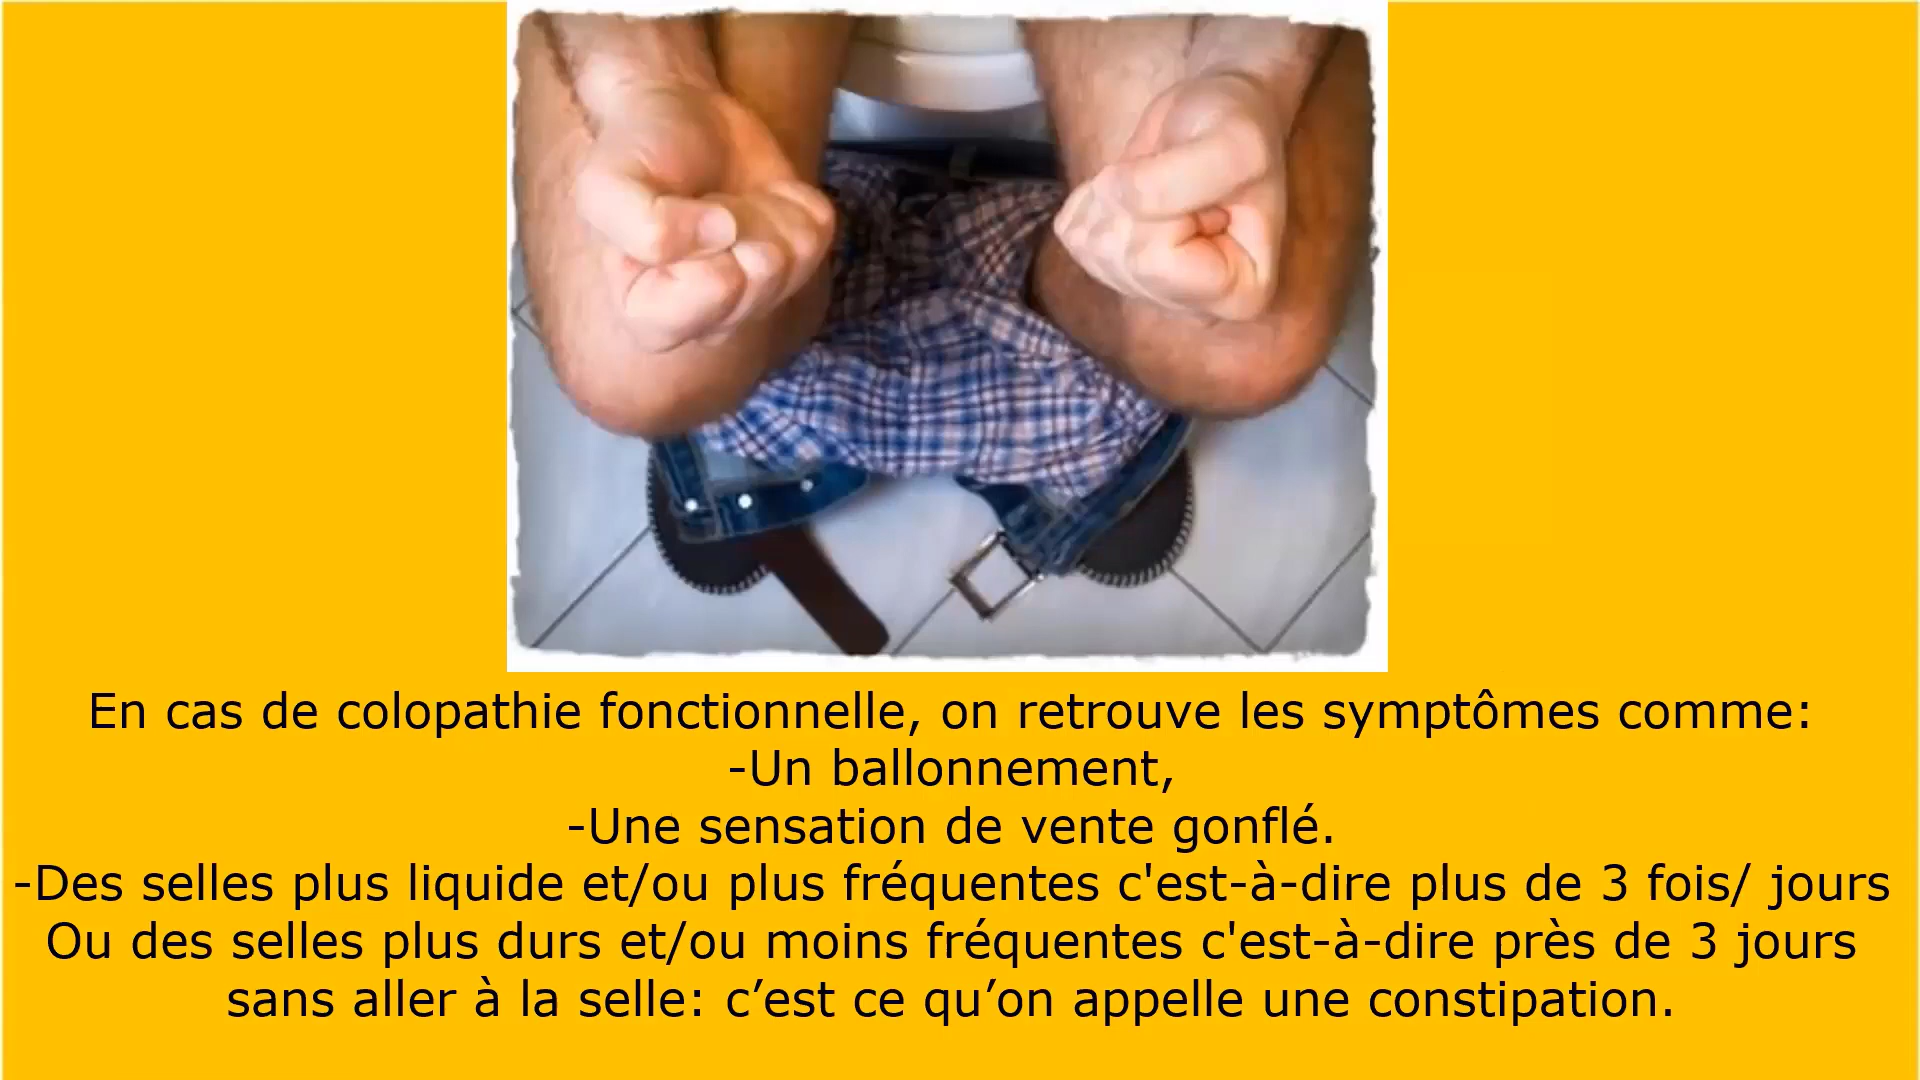 En cas de colopathie fonctionnelle, on retrouve les symptômes comme:
-Un ballonnement,
-Une sensation de vente gonflé.
-Des selles plus liquide et/ou plus fréquentes c'est-à-dire plus de 3 fois/ jours
Ou des selles plus durs et/ou moins fréquentes c'est-à-dire près de 3 jours
sans aller à la selle: c’est ce qu’on appelle une constipation.